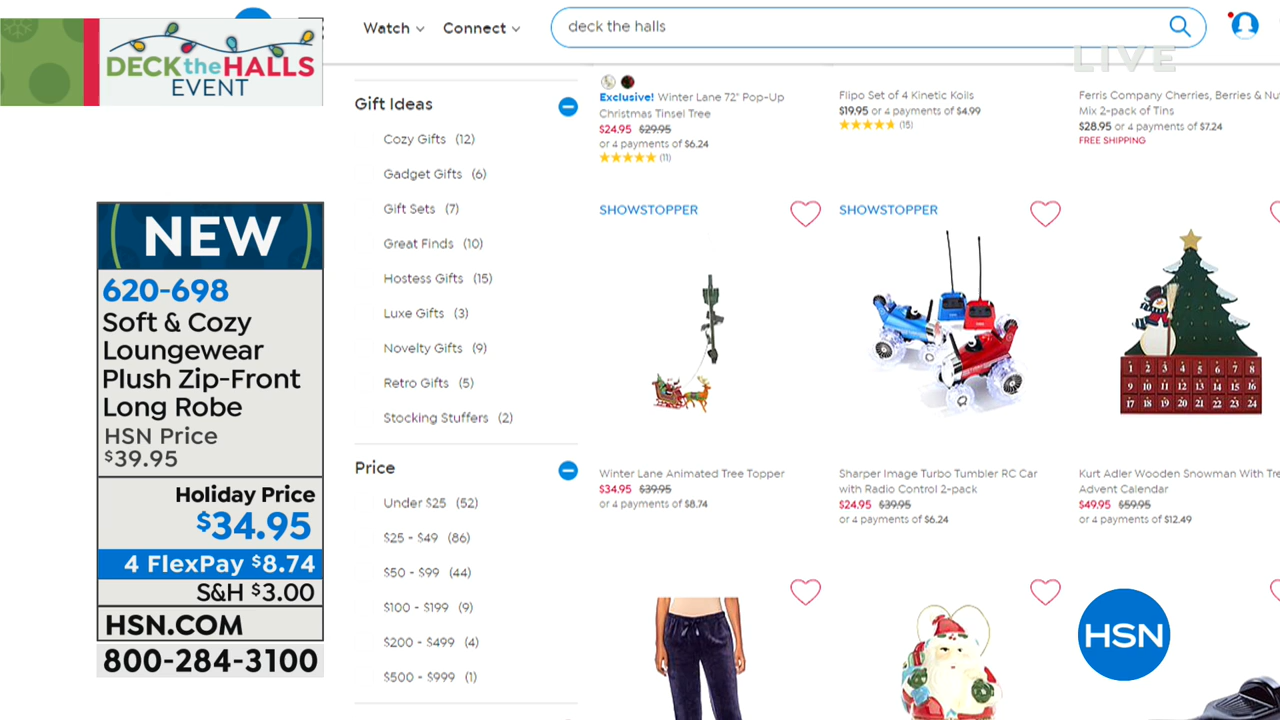 DECK the HALLS
EVENT
Watch
Connect
deck the halls
LIVE
NEW
620-698
Soft & Cozy
Loungewear
Plush Zip-Front
Long Robe
HSN Price
$39.95
Holiday Price
$34.95
4 FlexPay $8.74
S&H $3.00
HSN.COM
800-284-3100
Gift Ideas
Cozy Gifts (12)
Gadget Gifts (6)
Gift Sets (7)
Great Finds (10)
Hostess Gifts (15)
Luxe Gifts (3)
Novelty Gifts (9)
Retro Gifts (5)
Stocking Stuffers (2)
Price
Under $25 (52)
$25 - $49 (86)
$50 - $99 (44)
$100 - $199 (9)
$200 - $499 (4)
$500 - $999 (1)
Exclusive! Winter Lane 72" Pop-Up
Christmas Tinsel Tree
$24.95 $29.95
or 4 payments of $6.24
(11)
Flipo Set of 4 Kinetic Koils
$19.95 or 4 payments of $4.99
(15)
Ferris Company Cherries, Berries & Nu
Mix 2-pack of Tins
$28.95 or 4 payments of $7.24
FREE SHIPPING
SHOWSTOPPER
Winter Lane Animated Tree Topper
$34.95 $39.95
or 4 payments of $8.74
SHOWSTOPPER
Sharper Image Turbo Tumbler RC Car
with Radio Control 2-pack
$24.95 $39.95
or 4 payments of $6.24
1 2 3 4 5 6 7 8
9 10 11 12 13 14 15 16
17 18 19 20 21 22 23 24
Kurt Adler Wooden Snowman With Tre
Advent Calendar
$49.95 $59.95
or 4 payments of $12.49
HSN